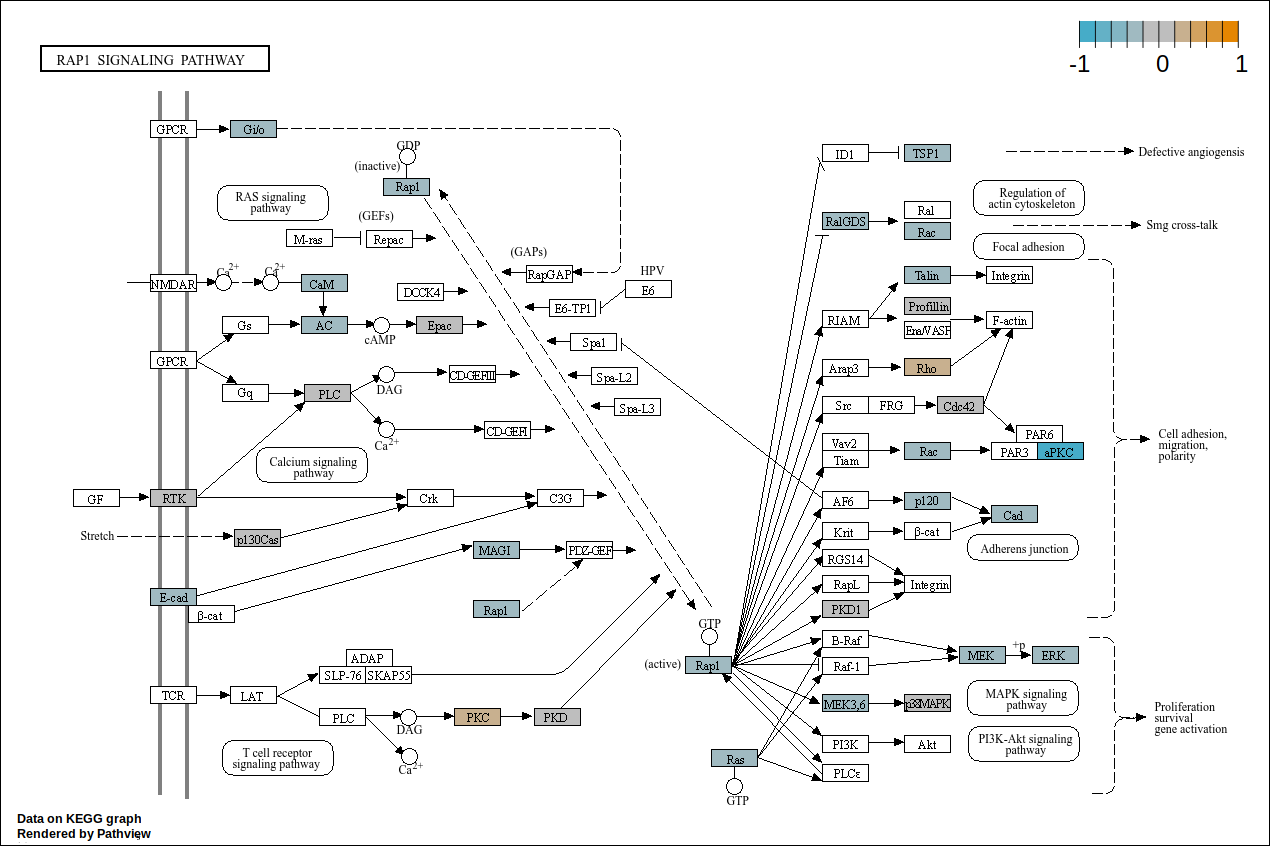 RAP1 SIGNALING PATHWAY
-1 0 1
GPCR
Gi/o
GDP
(inactive)
Rap1
RAS signaling
pathway
(GEFs)
M-ras
Repac
(GAPs)
RapGAP
HPV
E6
E6-TP1
NMDAR
Ca2+
Ca2+
CaM
DOCK4
Gs
AC
cAMP
Epac
Spa1
GPCR
Gq
PLC
DAG
CD-GEFIII
Spa-L2
Spa-L3
Ca2+
CD-GEFI
Calcium signaling
pathway
GF
RTK
Crk
C3G
Stretch
p130Cas
MAGI
PDZ-GEF
E-cad
β-cat
Rap1
GTP
(active)
Rap1
ADAP
SLP-76
SKAP55
TCR
LAT
PLC
DAG
PKC
PKD
Ca2+
T cell receptor
signaling pathway
Ras
GTP
ID1
TSP1
Defective angiogensis
Regulation of
actin cytoskeleton
RalGDS
Ral
Rac
Smg cross-talk
Focal adhesion
Talin
Integrin
Profillin
RIAM
Ena/VASP
F-actin
Arap3
Rho
Src
FRG
Cdc42
PAR6
PAR3
aPKC
Vav2
Tiam
Rac
Cell adhesion,
migration,
polarity
AF6
p120
Cad
Krit
β-cat
Adherens junction
RGS14
RapL
Integrin
PKD1
B-Raf
Raf-1
MEK
+p
ERK
MEK3,6
p38MAPK
MAPK signaling
pathway
PI3K
Akt
PI3K-Akt signaling
pathway
PLCε
Proliferation
survival
gene activation
Data on KEGG graph
Rendered by Pathview